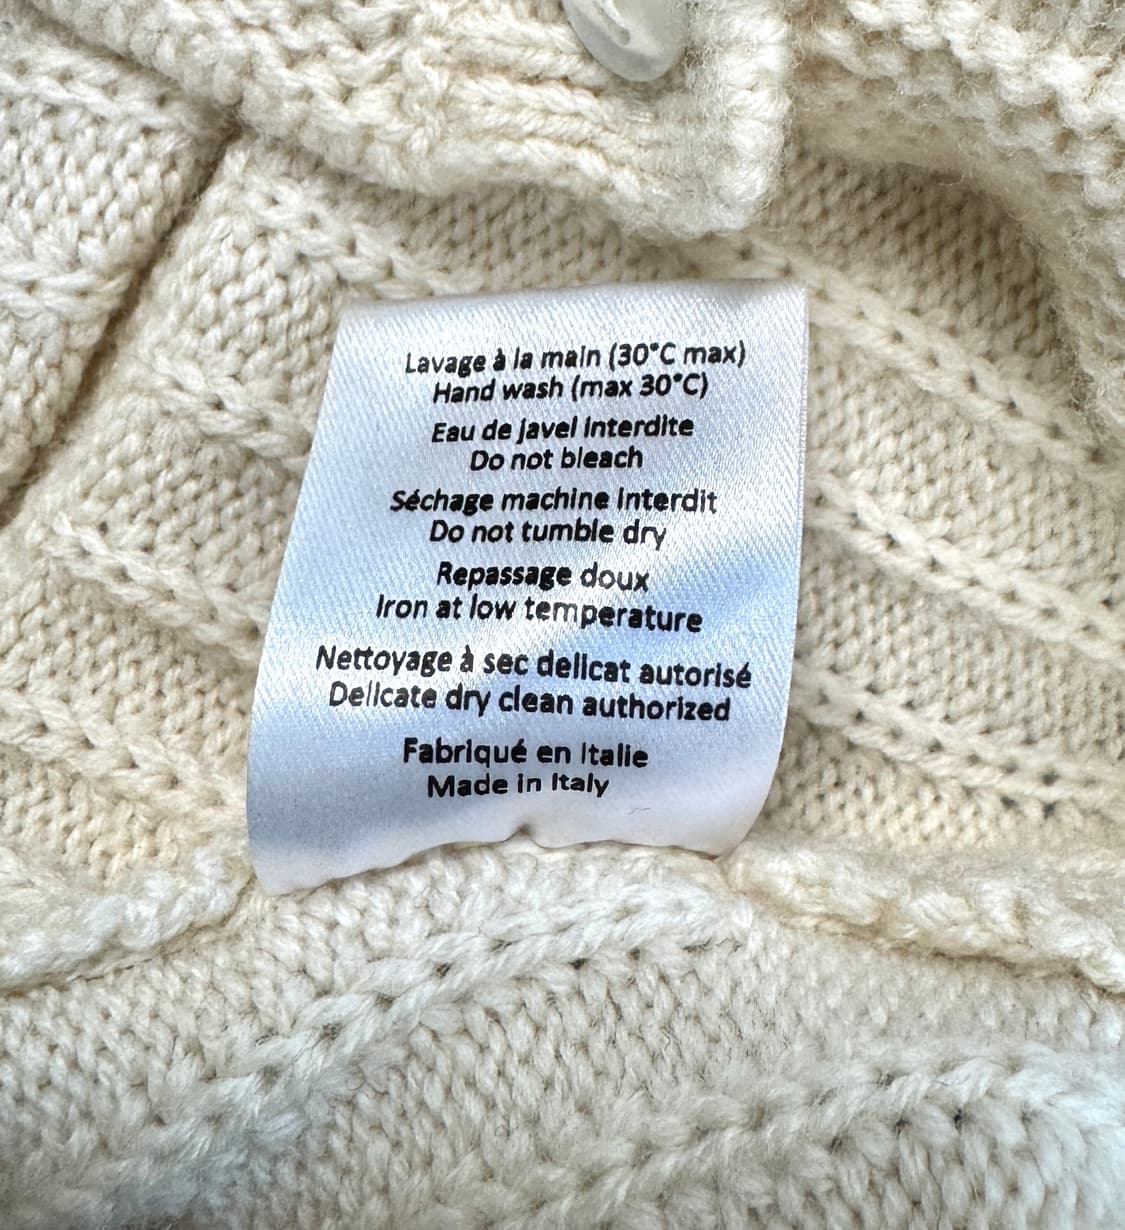 Lavage à la main (30°C max)
Hand wash (max 30°C)
Eau de javel interdite
Do not bleach
Séchage machine interdit
Do not tumble dry
Repassage doux
Iron at low temperature
Nettoyage à sec delicat autorisé
Delicate dry clean authorized
Fabriqué en Italie
Made in Italy